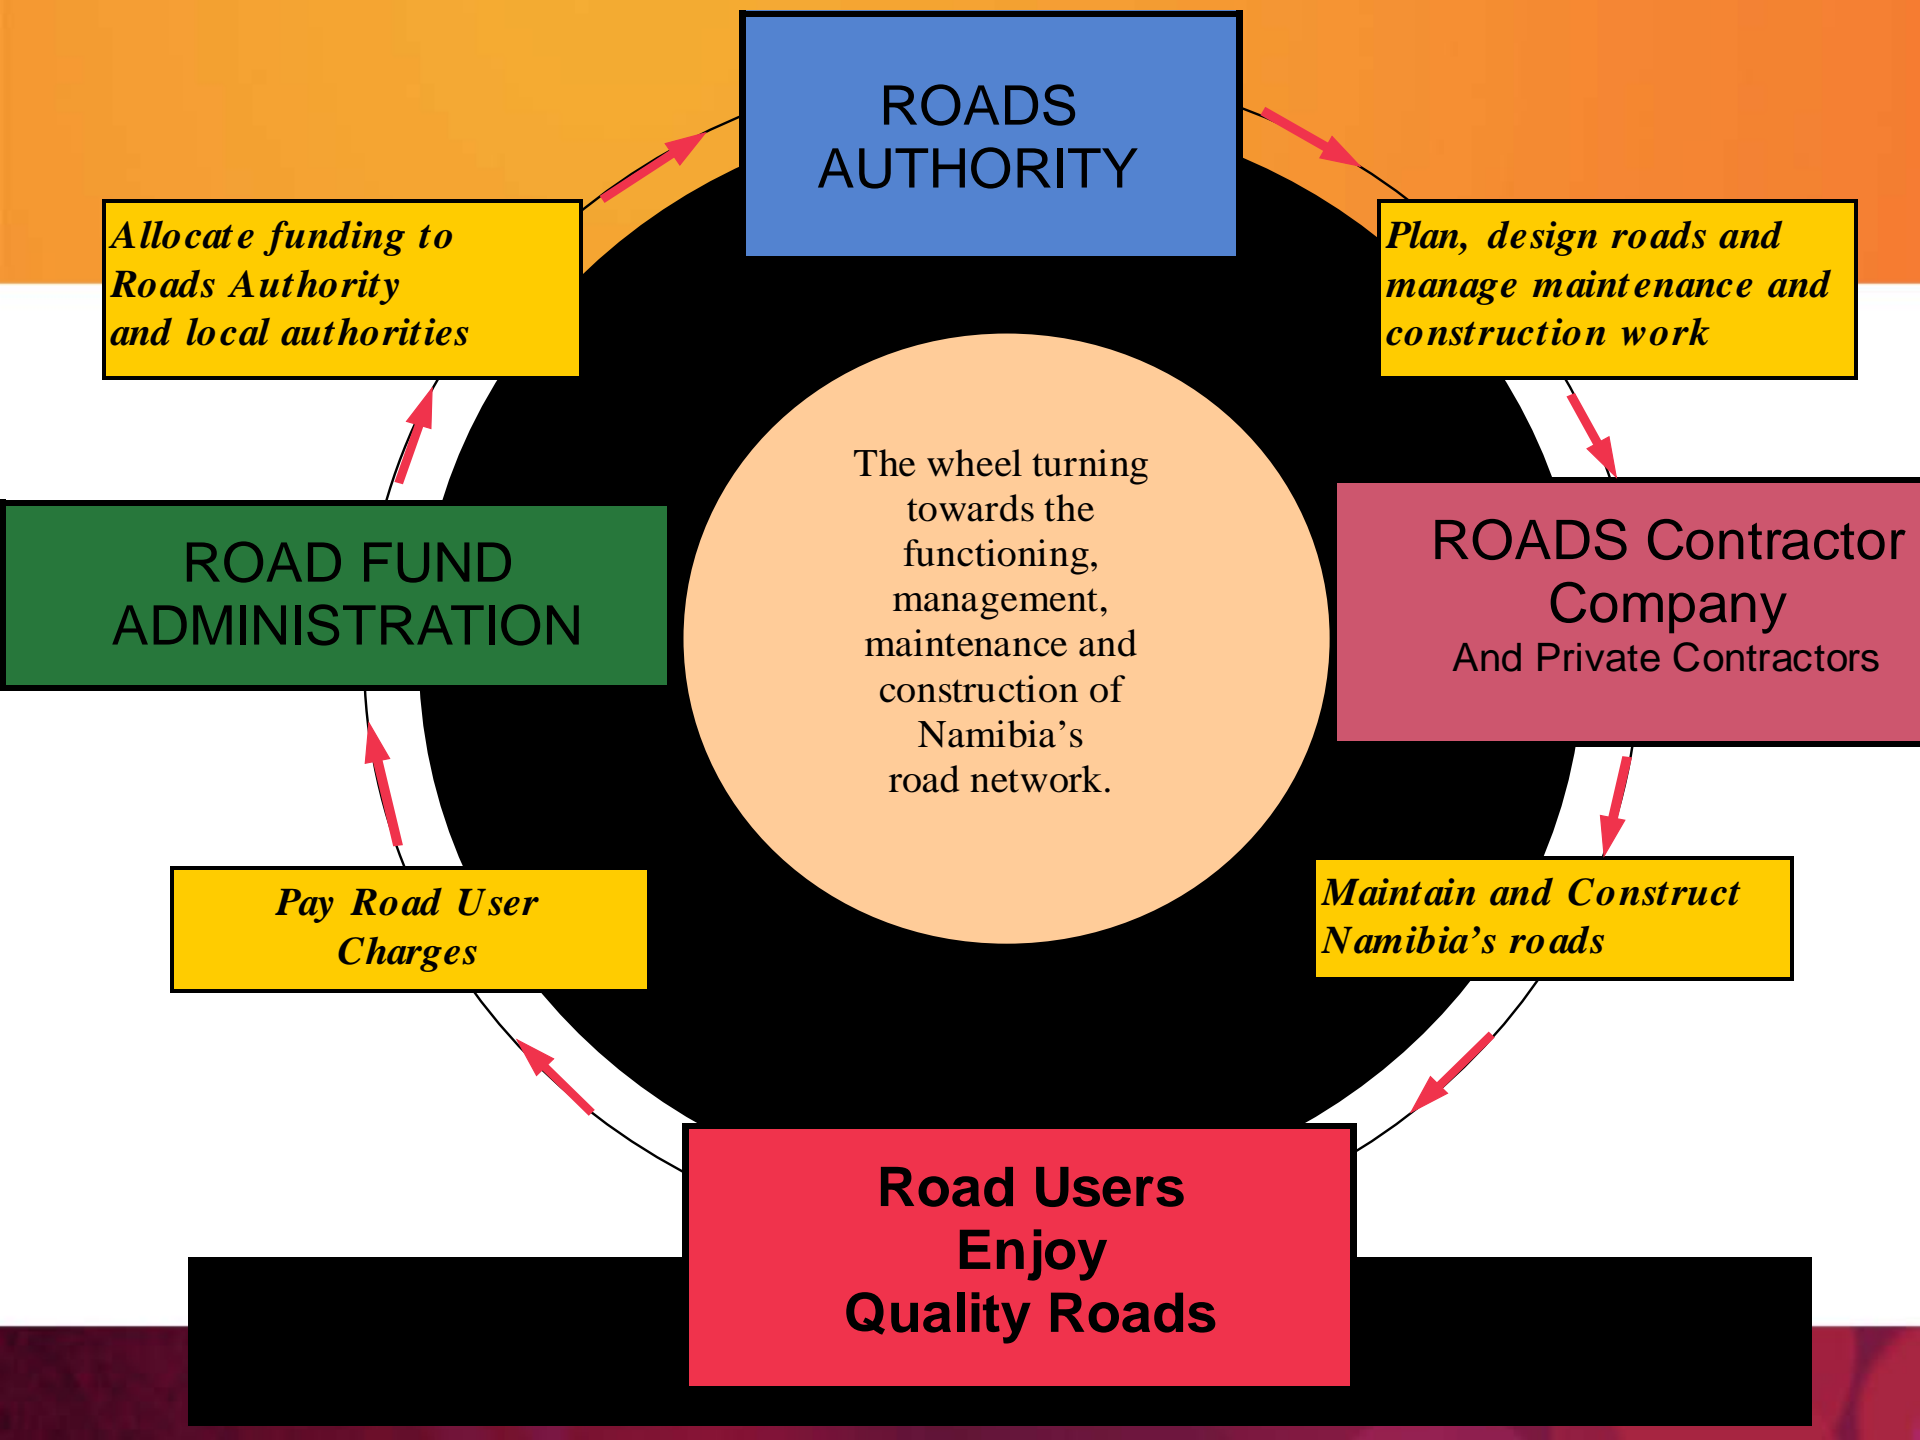 ROADS
AUTHORITY
Allocate funding to
Roads Authority
and local authorities
Plan, design roads and
manage maintenance and
construction work
The wheel turning
towards the
functioning,
management,
maintenance and
construction of
Namibia’s
road network.
ROAD FUND
ADMINISTRATION
ROADS Contractor
Company
And Private Contractors
Pay Road User
Charges
Maintain and Construct
Namibia’s roads
Road Users
Enjoy
Quality Roads